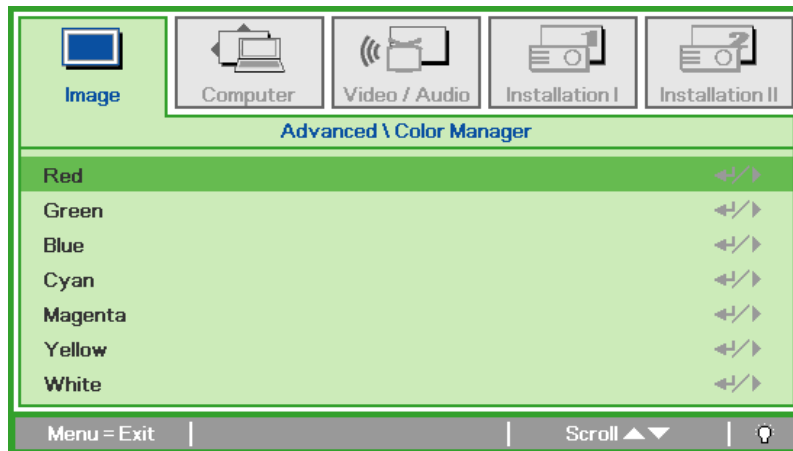 Image Computer Video / Audio Installation I Installation II
Advanced \ Color Manager
Red
Green
Blue
Cyan
Magenta
Yellow
White
Menu = Exit Scroll